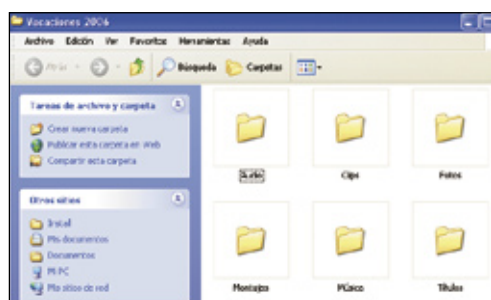 Vacaciones 2006
Archivo Edición Ver Favoritos Herramientas Ayuda
Atrás Búsqueda Carpetas
Tareas de archivo y carpeta
Crear nueva carpeta
Publicar esta carpeta en Web
Compartir esta carpeta
Otros sitios
Install
Mis documentos
Documentos
Mi PC
Mis sitios de red
Audio Clips Fotos
Montajes Música Títulos